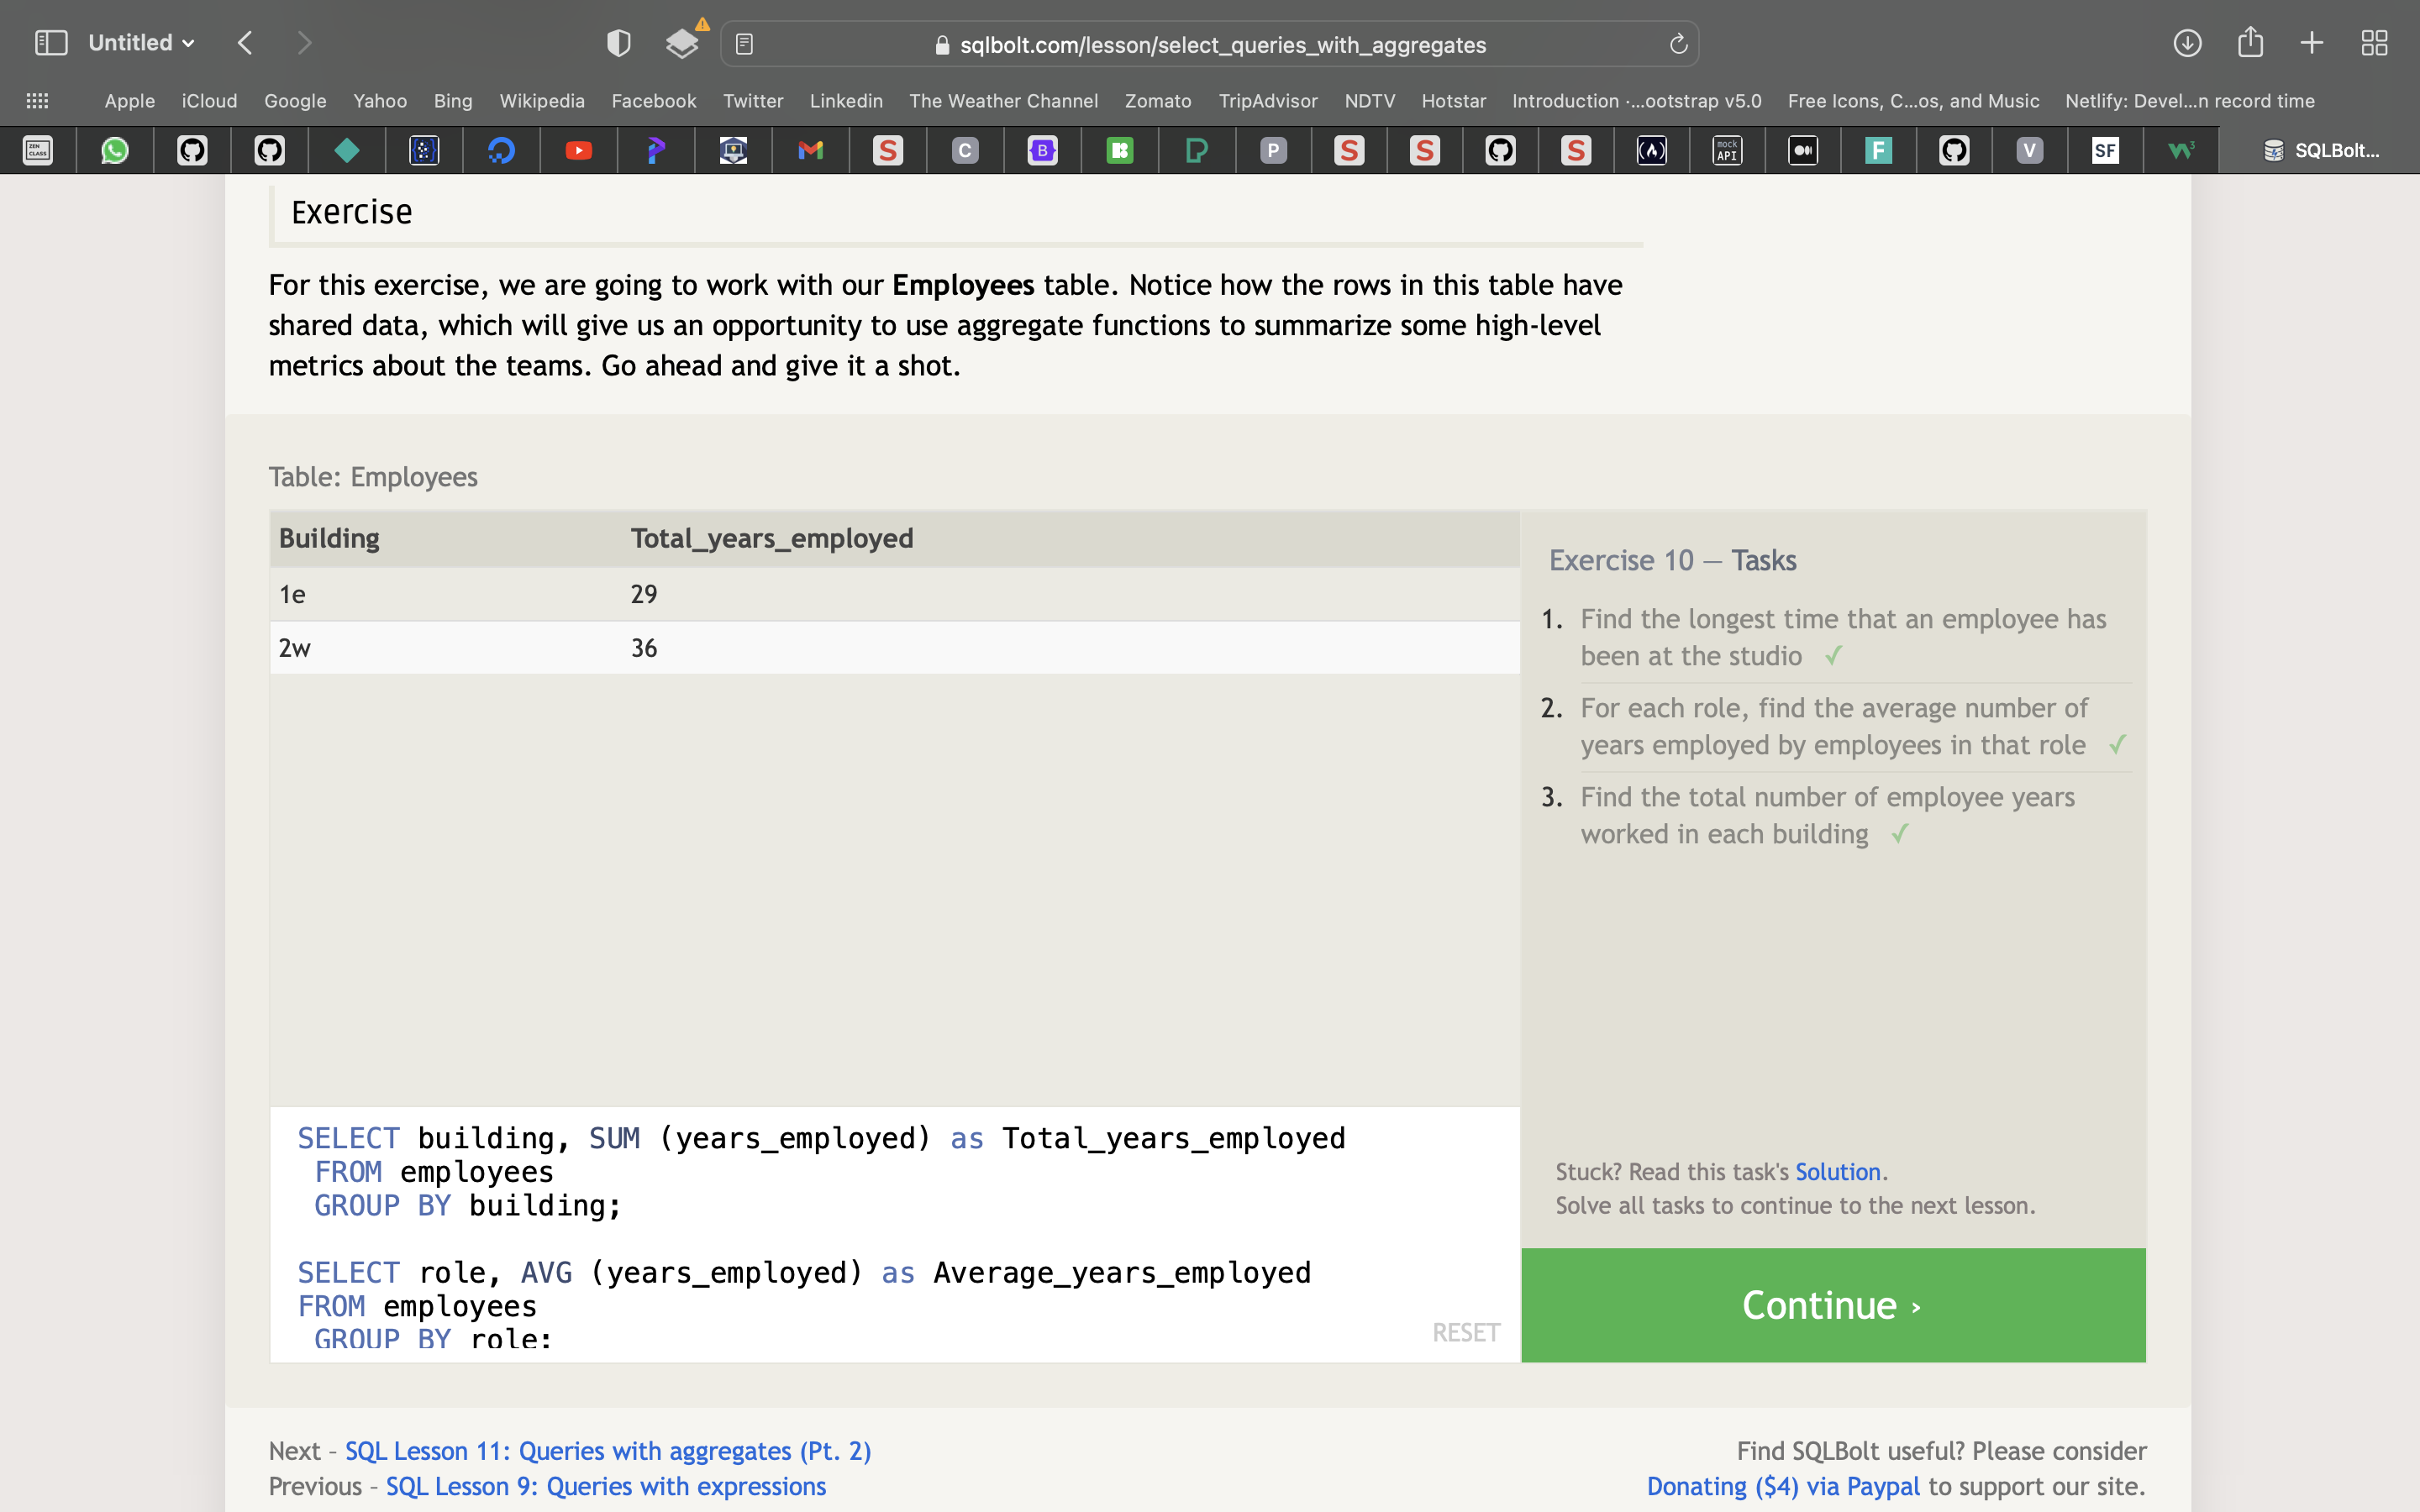 Untitled
sqlbolt.com/lesson/select_queries_with_aggregates
Apple iCloud Google Yahoo Bing Wikipedia Facebook Twitter Linkedin The Weather Channel Zomato TripAdvisor NDTV Hotstar Introduction ·...ootstrap v5.0 Free Icons, C...os, and Music Netlify: Devel...n record time
ZEN CLASS S C B P S S S mock API F V SF SQLBolt...
Exercise
For this exercise, we are going to work with our Employees table. Notice how the rows in this table have
shared data, which will give us an opportunity to use aggregate functions to summarize some high-level
metrics about the teams. Go ahead and give it a shot.
Table: Employees
Building Total_years_employed
1e 29
2w 36
SELECT building, SUM (years_employed) as Total_years_employed
FROM employees
GROUP BY building;
SELECT role, AVG (years_employed) as Average_years_employed
FROM employees
GROUP BY role;
RESET
Exercise 10 — Tasks
1. Find the longest time that an employee has
been at the studio ✓
2. For each role, find the average number of
years employed by employees in that role ✓
3. Find the total number of employee years
worked in each building ✓
Stuck? Read this task's Solution.
Solve all tasks to continue to the next lesson.
Continue ›
Next – SQL Lesson 11: Queries with aggregates (Pt. 2)
Previous – SQL Lesson 9: Queries with expressions
Find SQLBolt useful? Please consider
Donating ($4) via Paypal to support our site.